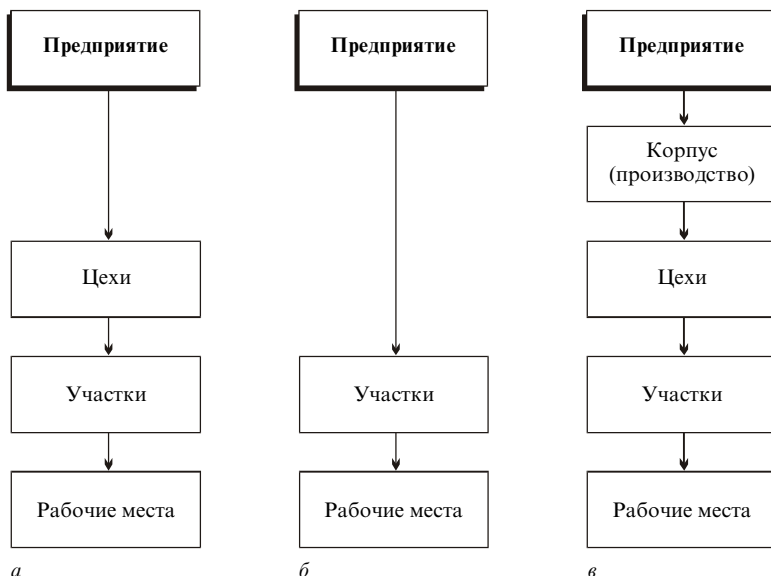 Предприятие
Цехи
Участки
Рабочие места
а
Предприятие
Участки
Рабочие места
б
Предприятие
Корпус
(производство)
Цехи
Участки
Рабочие места
в